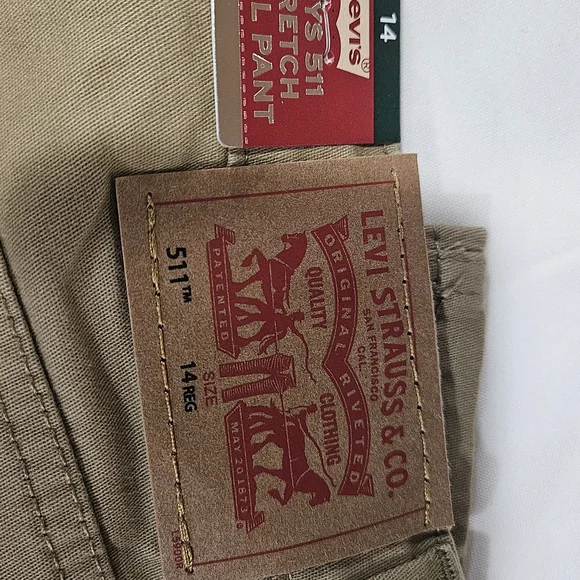 14
Levi's®
YS 511
RETCH
L PANT
LEVI STRAUSS & CO.
SAN FRANCISCO
CAL.
ORIGINAL RIVETED
QUALITY CLOTHING
PATENTED
MAY 20 1873
SIZE
511™ 14 REG